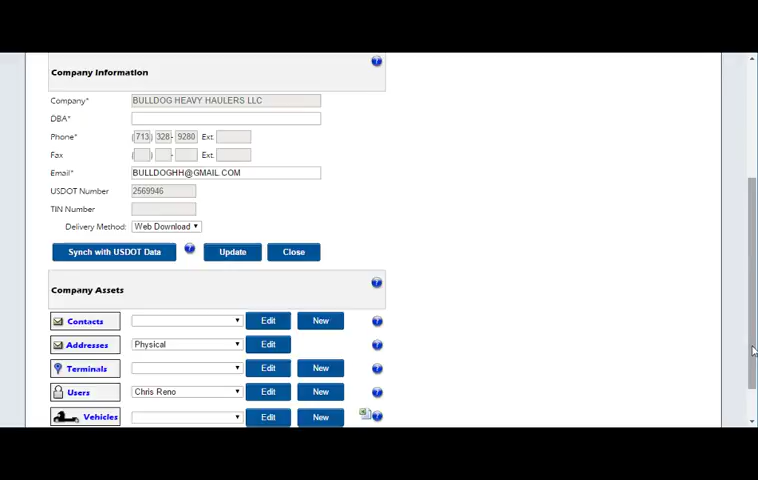 Company Information
Company* BULLDOG HEAVY HAULERS LLC
DBA*
Phone* ( 713 ) 328 - 9280 Ext.
Fax ( ) - Ext.
Email* BULLDOGHH@GMAIL.COM
USDOT Number 2569946
TIN Number
Delivery Method: Web Download
Synch with USDOT Data ? Update Close
Company Assets
Contacts Edit New
Addresses Physical Edit
Terminals Edit New
Users Chris Reno Edit New
Vehicles Edit New